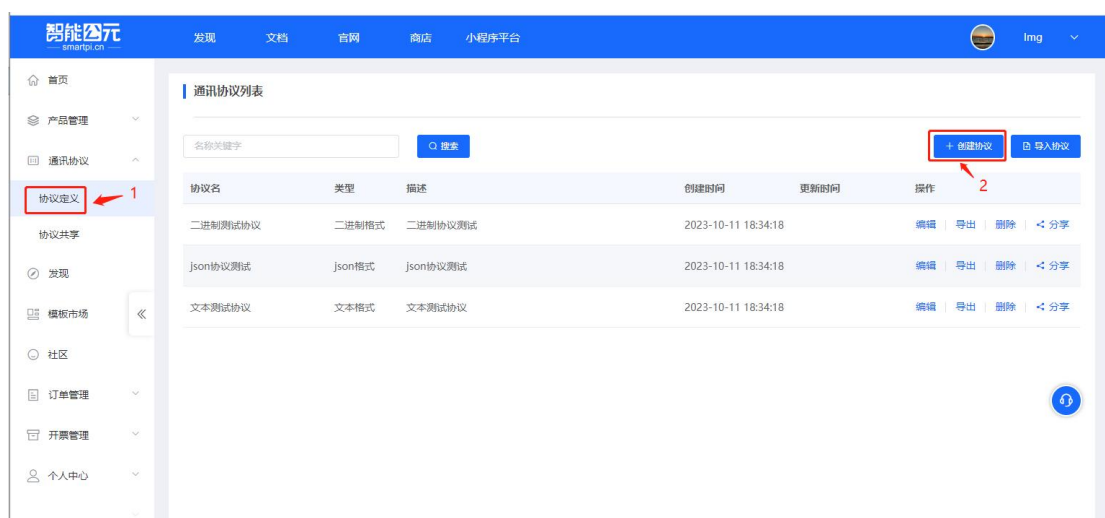 智能公元
smartpi.cn
发现 文档 官网 商店 小程序平台 lmg
首页
产品管理
通讯协议
协议定义 1
协议共享
发现
模板市场
社区
订单管理
开票管理
个人中心
通讯协议列表
名称关键字 搜索 + 创建协议 导入协议
2
协议名 类型 描述 创建时间 更新时间 操作
二进制测试协议 二进制格式 二进制协议测试 2023-10-11 18:34:18 编辑 导出 删除 分享
json协议测试 json格式 json协议测试 2023-10-11 18:34:18 编辑 导出 删除 分享
文本测试协议 文本格式 文本测试协议 2023-10-11 18:34:18 编辑 导出 删除 分享